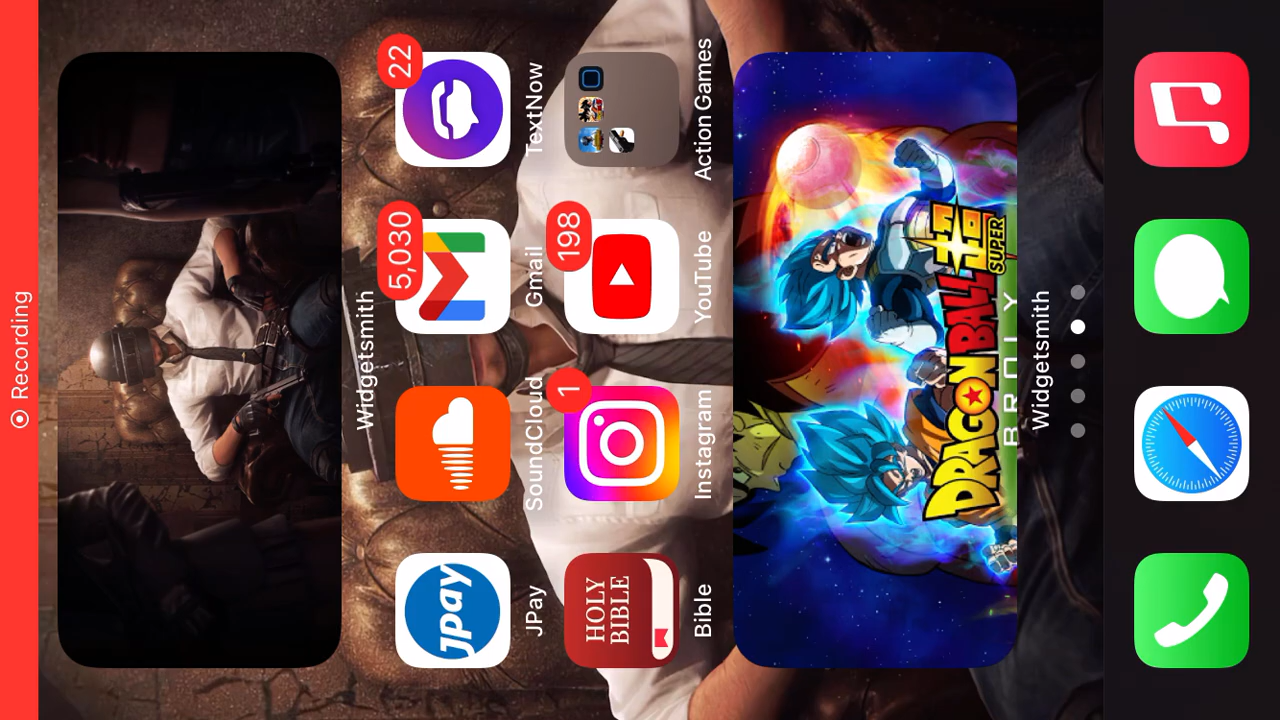 Recording
Widgetsmith
5,030 22
JPay
JPay SoundCloud Gmail TextNow
1 198
HOLY
BIBLE
Bible Instagram YouTube Action Games
DRAGON BALL
SUPER
BROLY
Widgetsmith